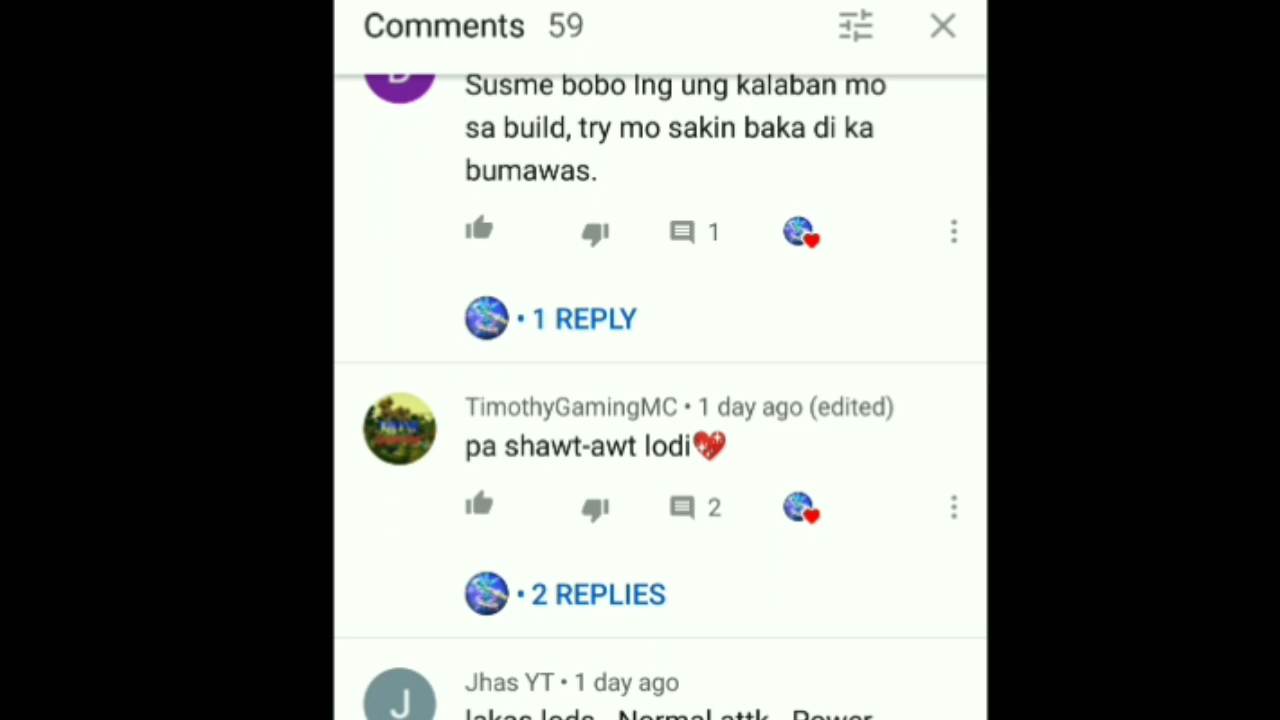 Comments 59
Susme bobo lng ung kalaban mo
sa build, try mo sakin baka di ka
bumawas.
1
• 1 REPLY
TimothyGamingMC • 1 day ago (edited)
pa shawt-awt lodi💖
2
• 2 REPLIES
J
Jhas YT • 1 day ago
lakas lods.. Normal attk.. Power